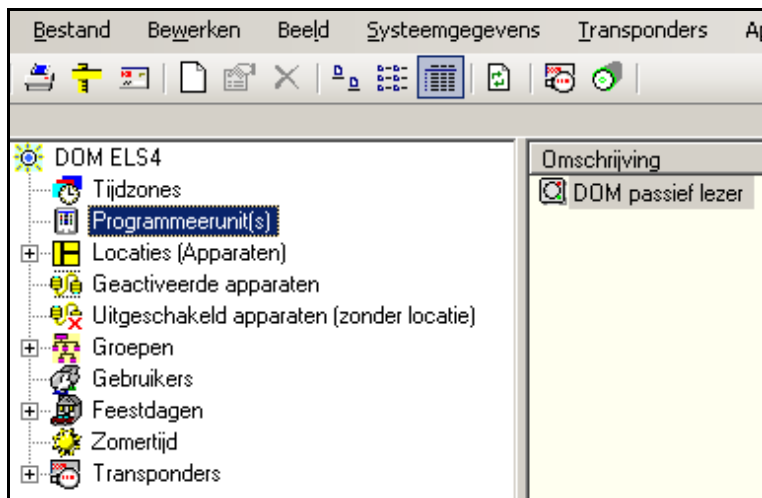 Bestand Bewerken Beeld Systeemgegevens Transponders Ap
DOM ELS4
Tijdzones
Programmeerunit(s)
Locaties (Apparaten)
Geactiveerde apparaten
Uitgeschakeld apparaten (zonder locatie)
Groepen
Gebruikers
Feestdagen
Zomertijd
Transponders
Omschrijving
DOM passief lezer